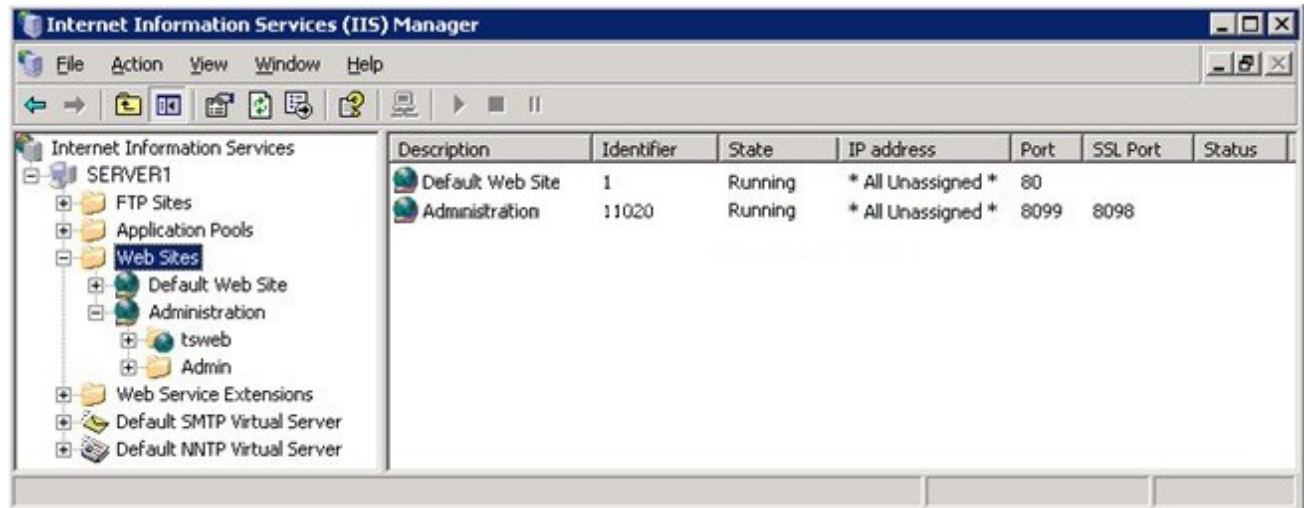 Internet Information Services (IIS) Manager
File Action View Window Help
Internet Information Services
SERVER1
FTP Sites
Application Pools
Web Sites
Default Web Site
Administration
tsweb
Admin
Web Service Extensions
Default SMTP Virtual Server
Default NNTP Virtual Server
Description Identifier State IP address Port SSL Port Status
Default Web Site 1 Running * All Unassigned * 80
Administration 11020 Running * All Unassigned * 8099 8098